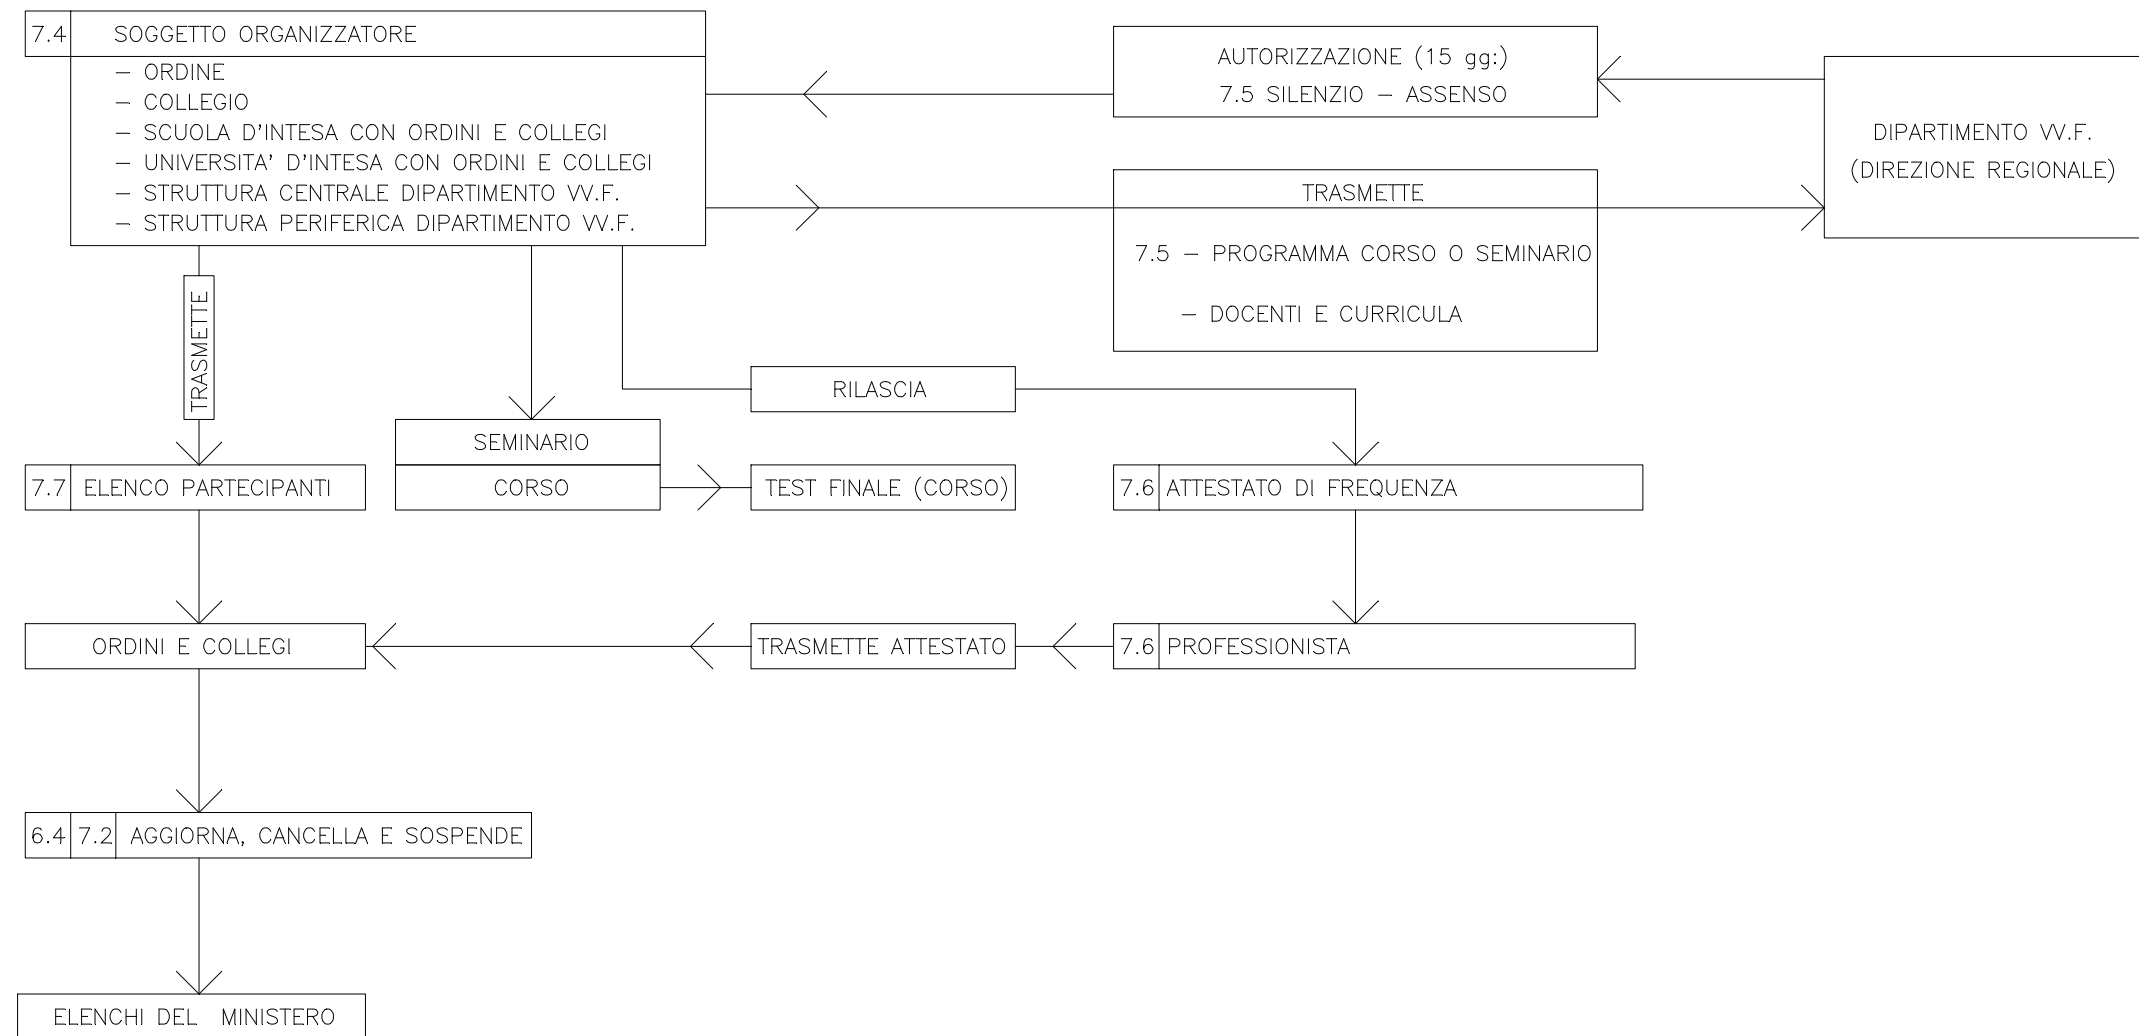 7.4 SOGGETTO ORGANIZZATORE
– ORDINE
– COLLEGIO
– SCUOLA D'INTESA CON ORDINI E COLLEGI
– UNIVERSITA' D'INTESA CON ORDINI E COLLEGI
– STRUTTURA CENTRALE DIPARTIMENTO VV.F.
– STRUTTURA PERIFERICA DIPARTIMENTO VV.F.
AUTORIZZAZIONE (15 gg:)
7.5 SILENZIO – ASSENSO
DIPARTIMENTO VV.F.
(DIREZIONE REGIONALE)
TRASMETTE
7.5 – PROGRAMMA CORSO O SEMINARIO
– DOCENTI E CURRICULA
TRASMETTE
RILASCIA
SEMINARIO
7.7 ELENCO PARTECIPANTI
CORSO
TEST FINALE (CORSO)
7.6 ATTESTATO DI FREQUENZA
ORDINI E COLLEGI
TRASMETTE ATTESTATO
7.6 PROFESSIONISTA
6.4 7.2 AGGIORNA, CANCELLA E SOSPENDE
ELENCHI DEL MINISTERO